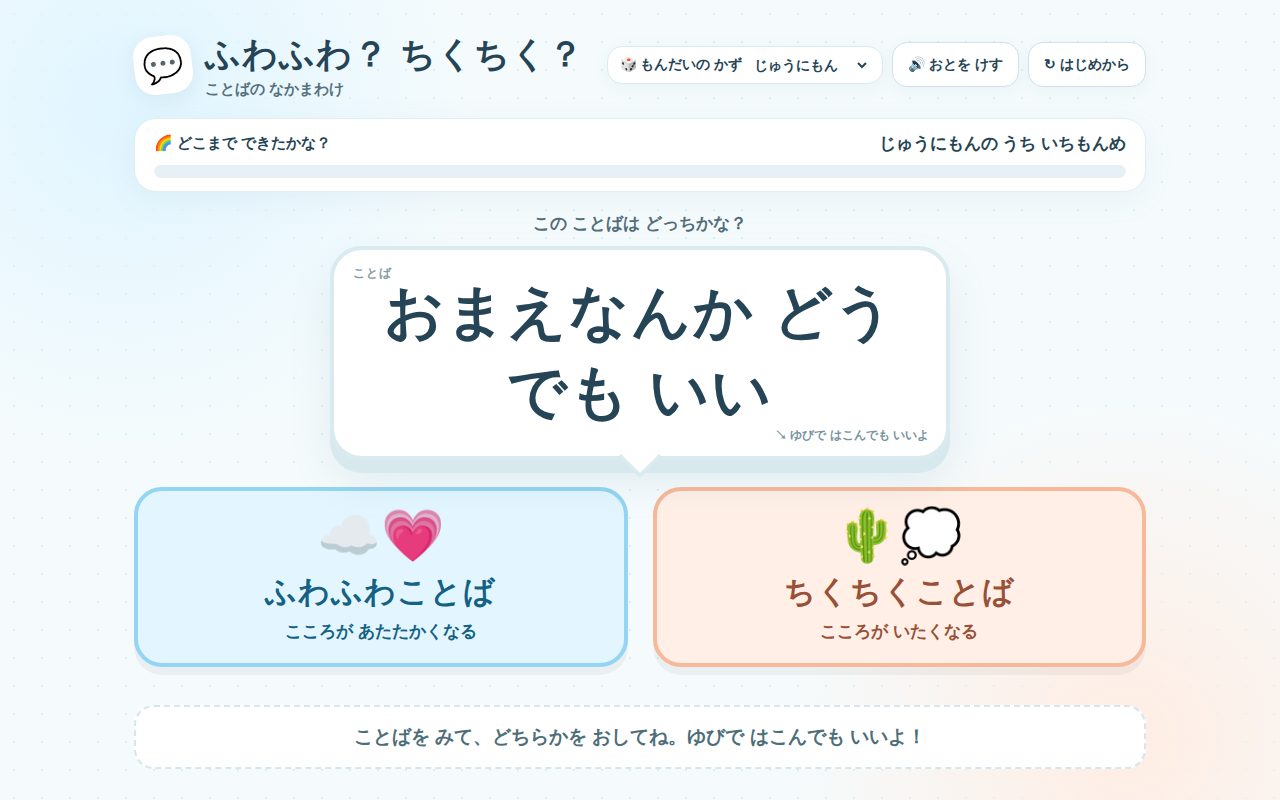 ふわふわ? ちくちく?
ことばの なかまわけ
もんだいの かず じゅうにもん
おとを けす
はじめから
どこまで できたかな?
じゅうにもんの うち いちもんめ
この ことばは どっちかな?
ことば
おまえなんか どう
でも いい
↘ ゆびで はこんでも いいよ
ふわふわことば
こころが あたたかくなる
ちくちくことば
こころが いたくなる
ことばを みて、どちらかを おしてね。ゆびで はこんでも いいよ!